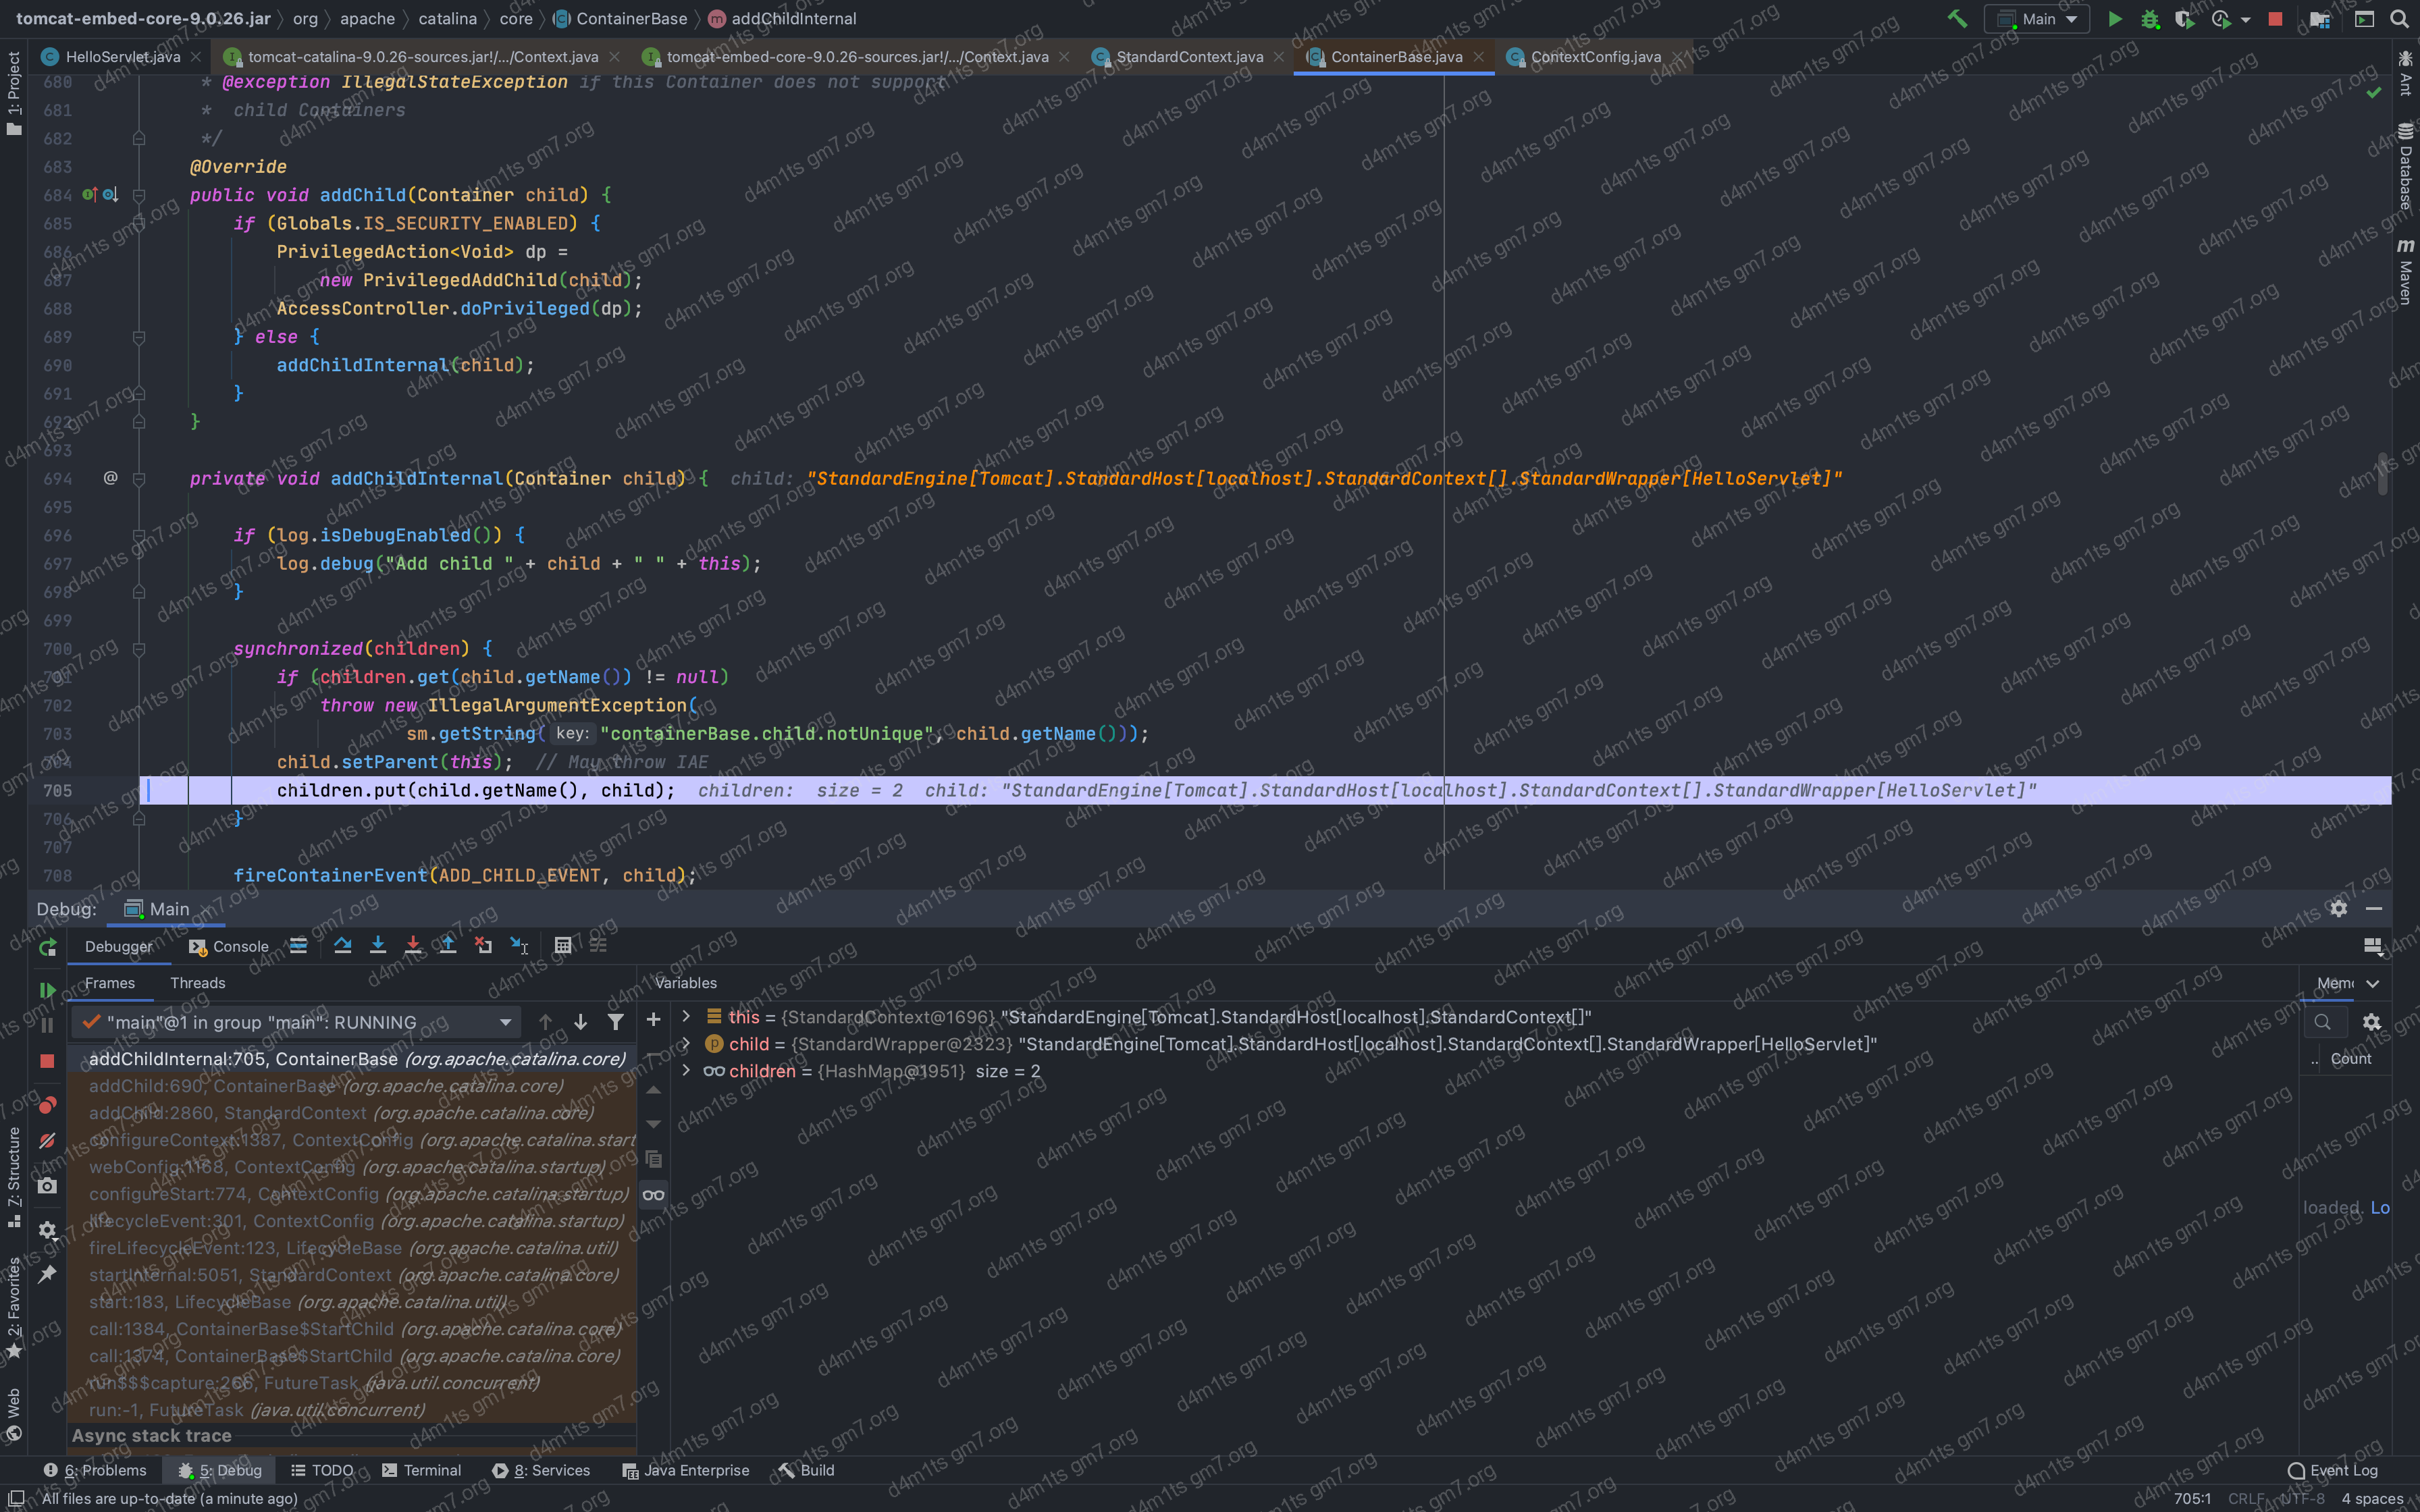 tomcat-embed-core-9.0.26.jar org apache catalina core ContainerBase addChildInternal
Main
HelloServlet.java tomcat-catalina-9.0.26-sources.jar!/.../Context.java tomcat-embed-core-9.0.26-sources.jar!/.../Context.java StandardContext.java ContainerBase.java ContextConfig.java
680 * @exception IllegalStateException if this Container does not support
681 * child Containers
682 */
683 @Override
684 public void addChild(Container child) {
685 if (Globals.IS_SECURITY_ENABLED) {
686 PrivilegedAction<Void> dp =
687 new PrivilegedAddChild(child);
688 AccessController.doPrivileged(dp);
689 } else {
690 addChildInternal(child);
691 }
692 }
693
694 @ private void addChildInternal(Container child) { child: "StandardEngine[Tomcat].StandardHost[localhost].StandardContext[].StandardWrapper[HelloServlet]"
695
696 if (log.isDebugEnabled()) {
697 log.debug("Add child " + child + " " + this);
698 }
699
700 synchronized(children) {
701 if (children.get(child.getName()) != null)
702 throw new IllegalArgumentException(
703 sm.getString( key: "containerBase.child.notUnique", child.getName()));
704 child.setParent(this); // May throw IAE
705 children.put(child.getName(), child); children: size = 2 child: "StandardEngine[Tomcat].StandardHost[localhost].StandardContext[].StandardWrapper[HelloServlet]"
706 }
707
708 fireContainerEvent(ADD_CHILD_EVENT, child);
1: Project
Z: Structure
2: Favorites
Web
Ant
Database
Maven
Debug: Main
Debugger Console
Frames Threads
Variables
Mem
"main"@1 in group "main": RUNNING
addChildInternal:705, ContainerBase (org.apache.catalina.core)
addChild:690, ContainerBase (org.apache.catalina.core)
addChild:2860, StandardContext (org.apache.catalina.core)
configureContext:1387, ContextConfig (org.apache.catalina.start
webConfig:1168, ContextConfig (org.apache.catalina.startup)
configureStart:774, ContextConfig (org.apache.catalina.startup)
lifecycleEvent:301, ContextConfig (org.apache.catalina.startup)
fireLifecycleEvent:123, LifecycleBase (org.apache.catalina.util)
startInternal:5051, StandardContext (org.apache.catalina.core)
start:183, LifecycleBase (org.apache.catalina.util)
call:1384, ContainerBase$StartChild (org.apache.catalina.core)
call:1374, ContainerBase$StartChild (org.apache.catalina.core)
run$$$capture:266, FutureTask (java.util.concurrent)
run:-1, FutureTask (java.util.concurrent)
Async stack trace
this = {StandardContext@1696} "StandardEngine[Tomcat].StandardHost[localhost].StandardContext[]"
child = {StandardWrapper@2323} "StandardEngine[Tomcat].StandardHost[localhost].StandardContext[].StandardWrapper[HelloServlet]"
children = {HashMap@1951} size = 2
.. Count
loaded. Lo
6: Problems 5: Debug TODO Terminal 8: Services Java Enterprise Build Event Log
All files are up-to-date (a minute ago) 705:1 CRLF UTF-8 4 spaces
d4m1ts gm7.org